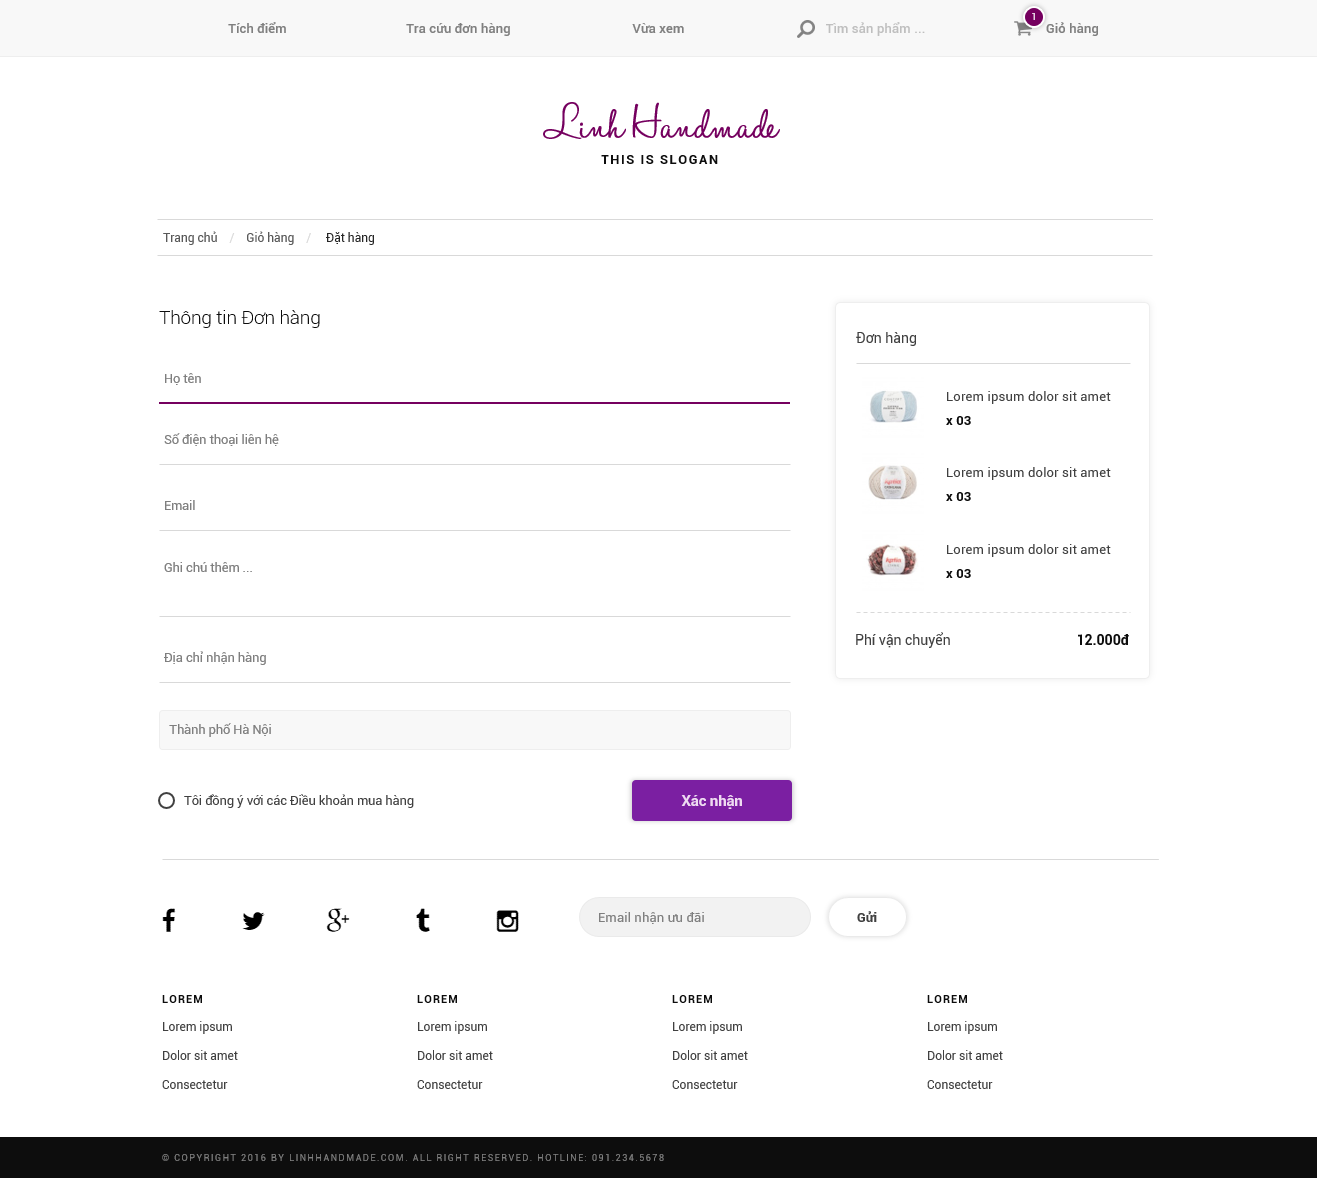 Tích điểm
Tra cứu đơn hàng
Vừa xem
Tìm sản phẩm ...
1
Giỏ hàng
Linh Handmade
THIS IS SLOGAN
Trang chủ / Giỏ hàng / Đặt hàng
Thông tin Đơn hàng
Họ tên
Số điện thoại liên hệ
Email
Ghi chú thêm ...
Địa chỉ nhận hàng
Thành phố Hà Nội
Tôi đồng ý với các Điều khoản mua hàng
Xác nhận
Đơn hàng
Lorem ipsum dolor sit amet
x 03
Lorem ipsum dolor sit amet
x 03
Lorem ipsum dolor sit amet
x 03
Phí vận chuyển
12.000đ
Email nhận ưu đãi
Gửi
LOREM
Lorem ipsum
Dolor sit amet
Consectetur
LOREM
Lorem ipsum
Dolor sit amet
Consectetur
LOREM
Lorem ipsum
Dolor sit amet
Consectetur
LOREM
Lorem ipsum
Dolor sit amet
Consectetur
© COPYRIGHT 2016 BY LINHHANDMADE.COM. ALL RIGHT RESERVED. HOTLINE: 091.234.5678